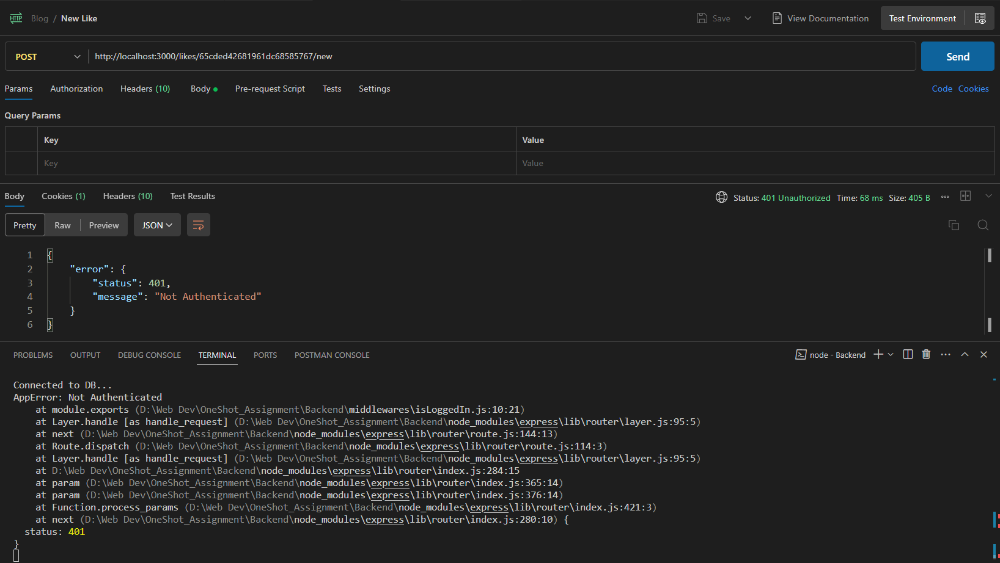 HTTP Blog / New Like Save View Documentation Test Environment
POST http://localhost:3000/likes/65cded42681961dc68585767/new Send
Params Authorization Headers (10) Body Pre-request Script Tests Settings Code Cookies
Query Params
Key Value
Key Value
Body Cookies (1) Headers (10) Test Results Status: 401 Unauthorized Time: 68 ms Size: 405 B
Pretty Raw Preview JSON
1 {
2 "error": {
3 "status": 401,
4 "message": "Not Authenticated"
5 }
6 }
PROBLEMS OUTPUT DEBUG CONSOLE TERMINAL PORTS POSTMAN CONSOLE node - Backend
Connected to DB...
AppError: Not Authenticated
at module.exports (D:\Web Dev\OneShot_Assignment\Backend\middlewares\isLoggedIn.js:10:21)
at Layer.handle [as handle_request] (D:\Web Dev\OneShot_Assignment\Backend\node_modules\express\lib\router\layer.js:95:5)
at next (D:\Web Dev\OneShot_Assignment\Backend\node_modules\express\lib\router\route.js:144:13)
at Route.dispatch (D:\Web Dev\OneShot_Assignment\Backend\node_modules\express\lib\router\route.js:114:3)
at Layer.handle [as handle_request] (D:\Web Dev\OneShot_Assignment\Backend\node_modules\express\lib\router\layer.js:95:5)
at D:\Web Dev\OneShot_Assignment\Backend\node_modules\express\lib\router\index.js:284:15
at param (D:\Web Dev\OneShot_Assignment\Backend\node_modules\express\lib\router\index.js:365:14)
at param (D:\Web Dev\OneShot_Assignment\Backend\node_modules\express\lib\router\index.js:376:14)
at Function.process_params (D:\Web Dev\OneShot_Assignment\Backend\node_modules\express\lib\router\index.js:421:3)
at next (D:\Web Dev\OneShot_Assignment\Backend\node_modules\express\lib\router\index.js:280:10) {
status: 401
}